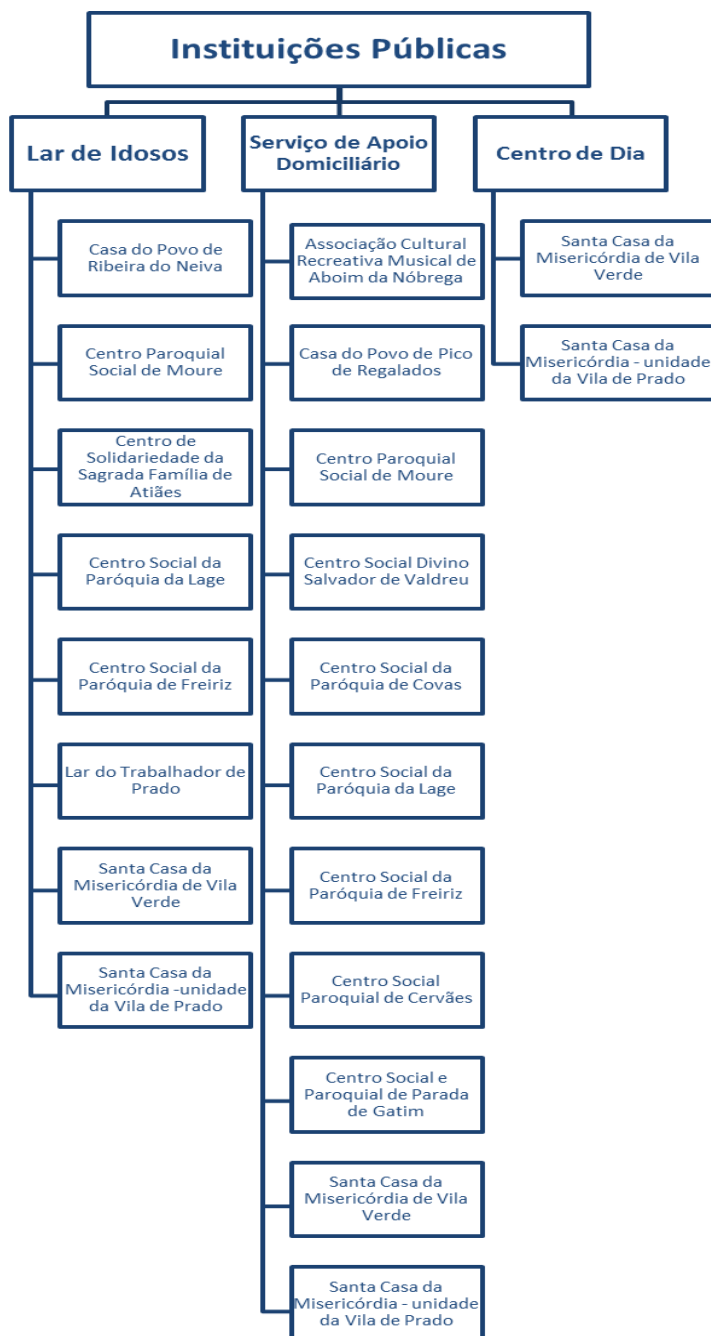 Instituições Públicas
Lar de Idosos
Casa do Povo de
Ribeira do Neiva
Centro Paroquial
Social de Moure
Centro de
Solidariedade da
Sagrada Família de
Atiães
Centro Social da
Paróquia da Lage
Centro Social da
Paróquia de Freiriz
Lar do Trabalhador de
Prado
Santa Casa da
Misericórdia de Vila
Verde
Santa Casa da
Misericórdia -unidade
da Vila de Prado
Serviço de Apoio
Domiciliário
Associação Cultural
Recreativa Musical de
Aboim da Nóbrega
Casa do Povo de Pico
de Regalados
Centro Paroquial
Social de Moure
Centro Social Divino
Salvador de Valdreu
Centro Social da
Paróquia de Covas
Centro Social da
Paróquia da Lage
Centro Social da
Paróquia de Freiriz
Centro Social
Paroquial de Cervães
Centro Social e
Paroquial de Parada
de Gatim
Santa Casa da
Misericórdia de Vila
Verde
Santa Casa da
Misericórdia - unidade
da Vila de Prado
Centro de Dia
Santa Casa da
Misericórdia de Vila
Verde
Santa Casa da
Misericórdia - unidade
da Vila de Prado